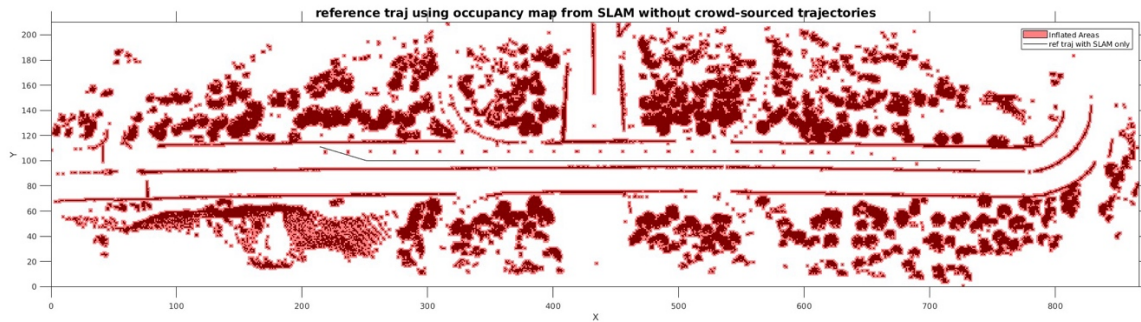 reference traj using occupancy map from SLAM without crowd-sourced trajectories
Inflated Areas
ref traj with SLAM only
200
180
160
140
120
100
80
60
40
20
0
Y
0 100 200 300 400 500 600 700 800
X